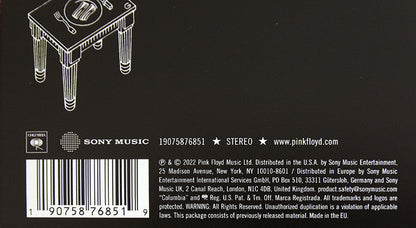 COLUMBIA
SONY MUSIC 19075876851 ★ STEREO ★ www.pinkfloyd.com
℗ & © 2022 Pink Floyd Music Ltd. Distributed in the U.S.A. by Sony Music Entertainment,
25 Madison Avenue, New York, NY 10010-8601 / Distributed in Europe by Sony Music
Entertainment International Services GmbH, PO Box 510, 33311 Gütersloh, Germany and Sony
Music UK, 2 Canal Reach, London, N1C 4DB, United Kingdom. product.safety@sonymusic.com
"Columbia" and Reg. U.S. Pat. & Tm. Off. Marca Registrada. All trademarks and logos are
protected. WARNING: All Rights Reserved. Unauthorized duplication is a violation of applicable
laws. This package consists of previously released material. Made in the EU.
1 90758 76851 9